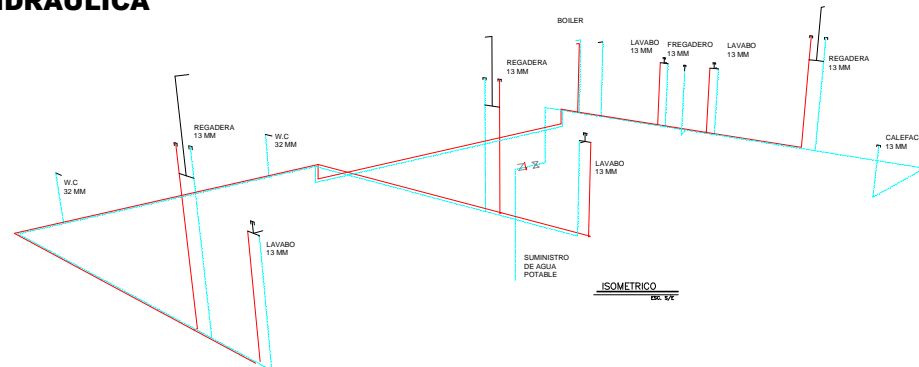 IDRAULICA
BOILER
LAVABO
13 MM
FREGADERO
13 MM
LAVABO
13 MM
REGADERA
13 MM
REGADERA
13 MM
REGADERA
13 MM
W.C
32 MM
CALEFAC
13 MM
W.C
32 MM
LAVABO
13 MM
LAVABO
13 MM
SUMINISTRO
DE AGUA
POTABLE
ISOMETRICO
ESC. S/E